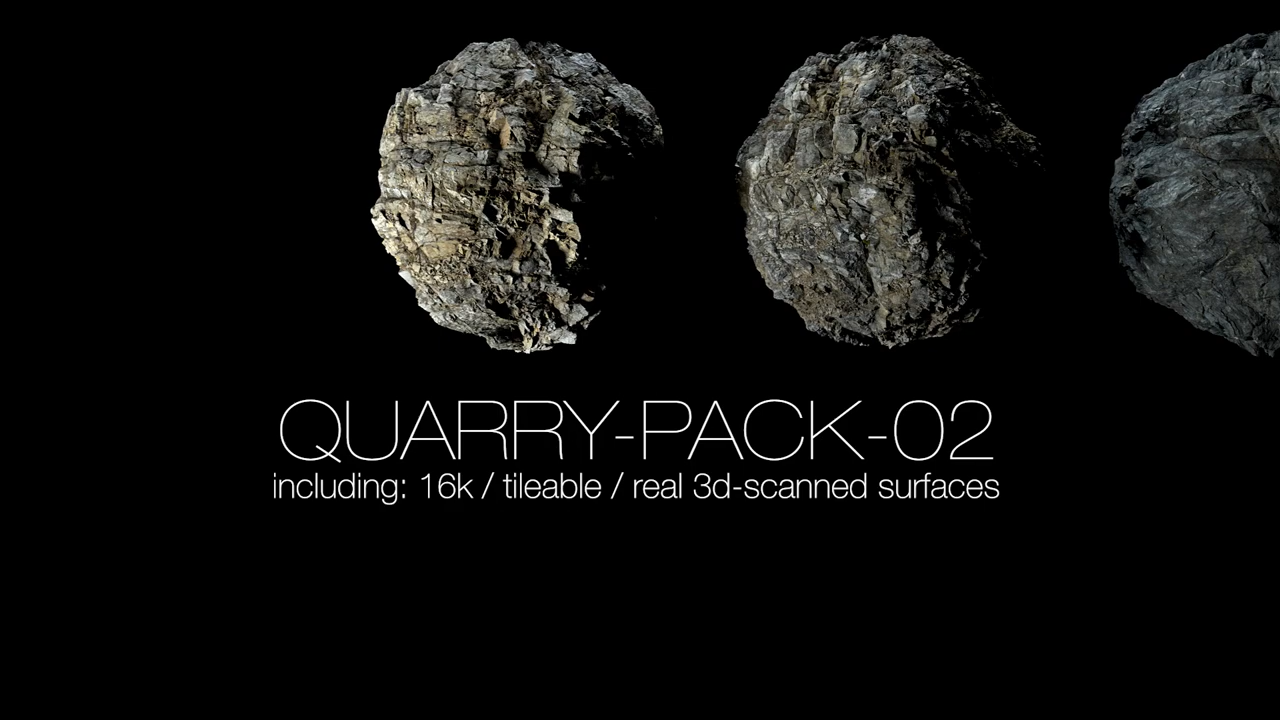 QUARRY-PACK-02
including: 16k / tileable / real 3d-scanned surfaces